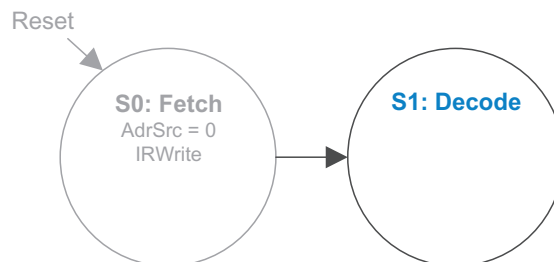 Reset
S0: Fetch
AdrSrc = 0
IRWrite
S1: Decode